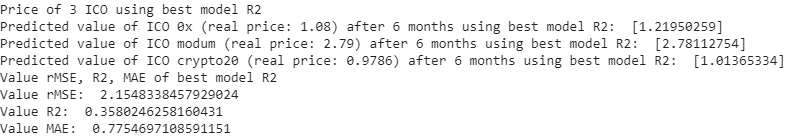 Price of 3 ICO using best model R2
Predicted value of ICO 0x (real price: 1.08) after 6 months using best model R2:  [1.21950259]
Predicted value of ICO modum (real price: 2.79) after 6 months using best model R2:  [2.78112754]
Predicted value of ICO crypto20 (real price: 0.9786) after 6 months using best model R2:  [1.01365334]
Value rMSE, R2, MAE of best model R2
Value rMSE:  2.1548338457929024
Value R2:  0.3580246258160431
Value MAE:  0.7754697108591151